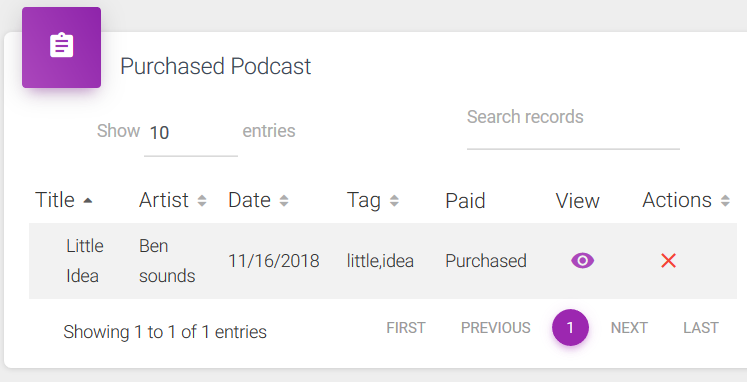 Purchased Podcast
Show 10 entries
Search records
Title Artist Date Tag Paid View Actions
Little Idea Ben sounds 11/16/2018 little,idea Purchased
Showing 1 to 1 of 1 entries
FIRST PREVIOUS 1 NEXT LAST